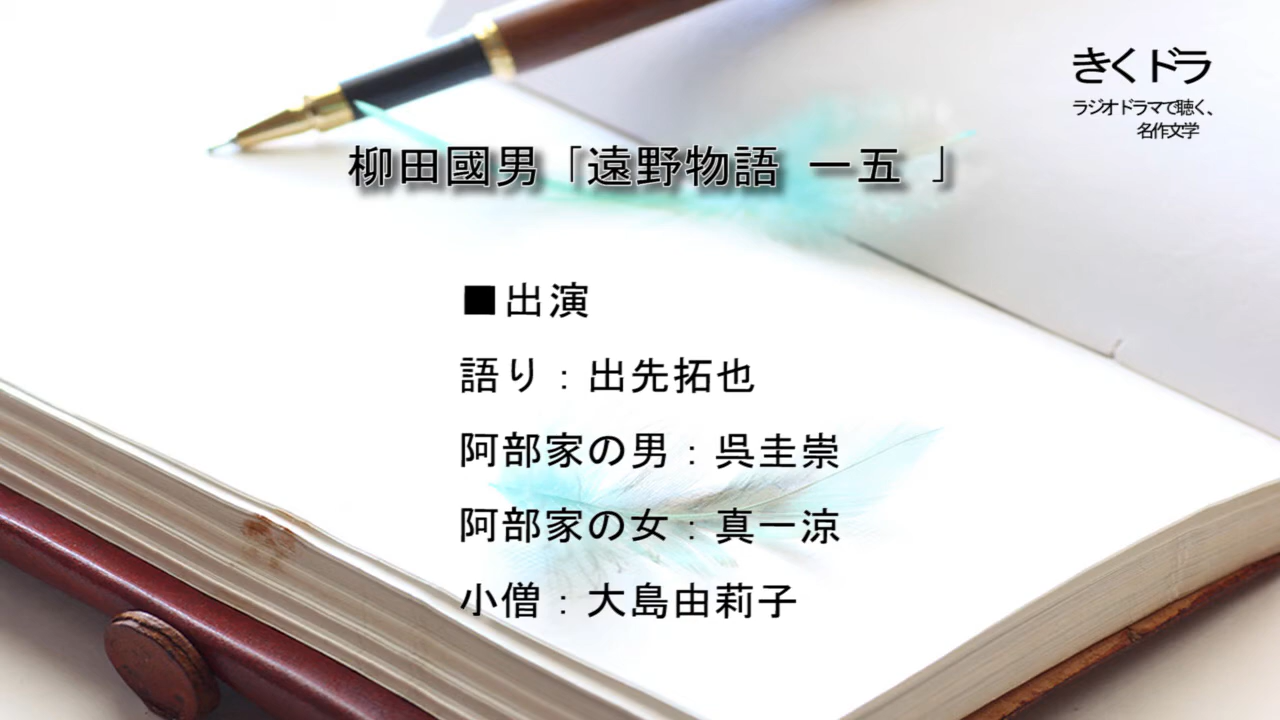 きくドラ
ラジオドラマで聴く、
名作文学
柳田國男「遠野物語 一五 」
■出演
語り：出先拓也
阿部家の男：呉圭崇
阿部家の女：真一涼
小僧：大島由莉子